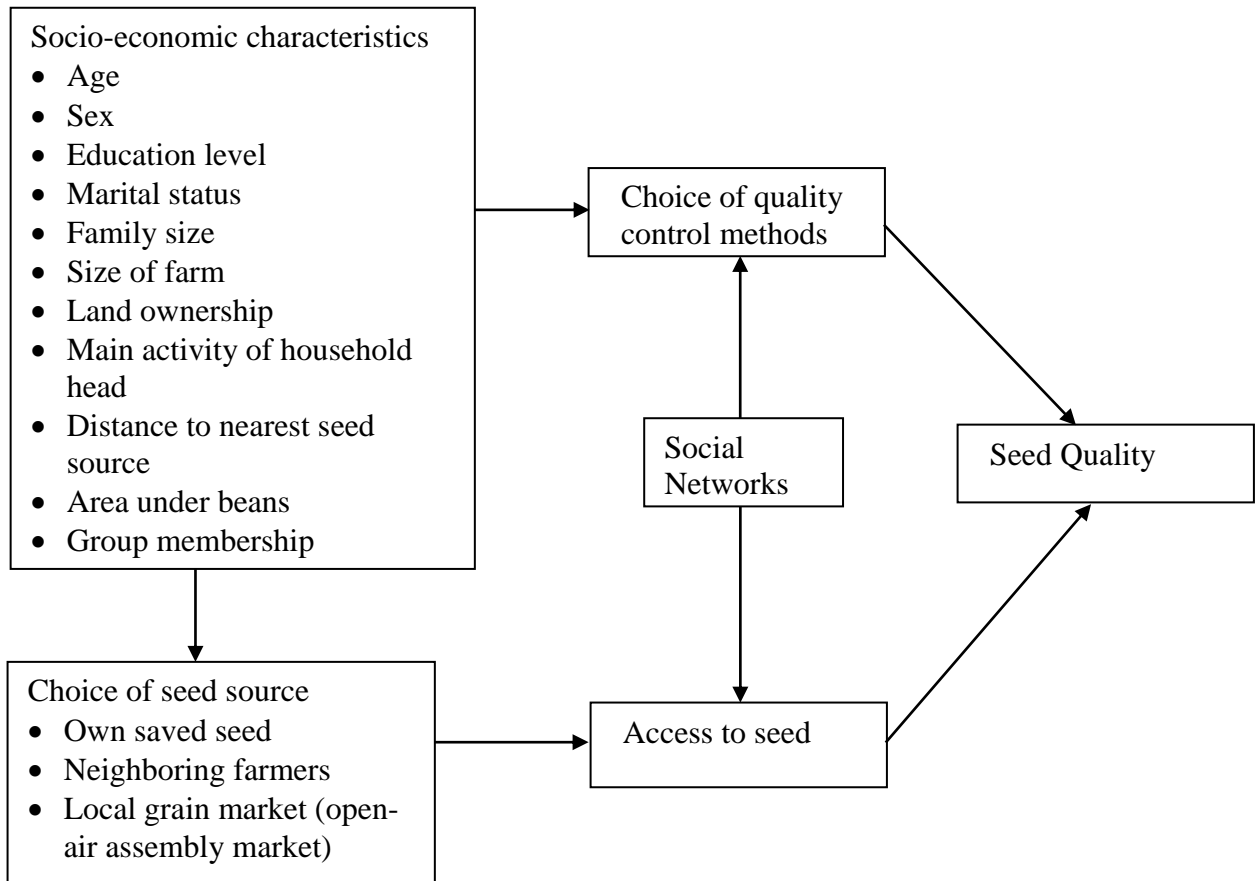 Socio-economic characteristics
• Age
• Sex
• Education level
• Marital status
• Family size
• Size of farm
• Land ownership
• Main activity of household
head
• Distance to nearest seed
source
• Area under beans
• Group membership
Choice of quality
control methods
Social
Networks
Seed Quality
Choice of seed source
• Own saved seed
• Neighboring farmers
• Local grain market (open-
air assembly market)
Access to seed